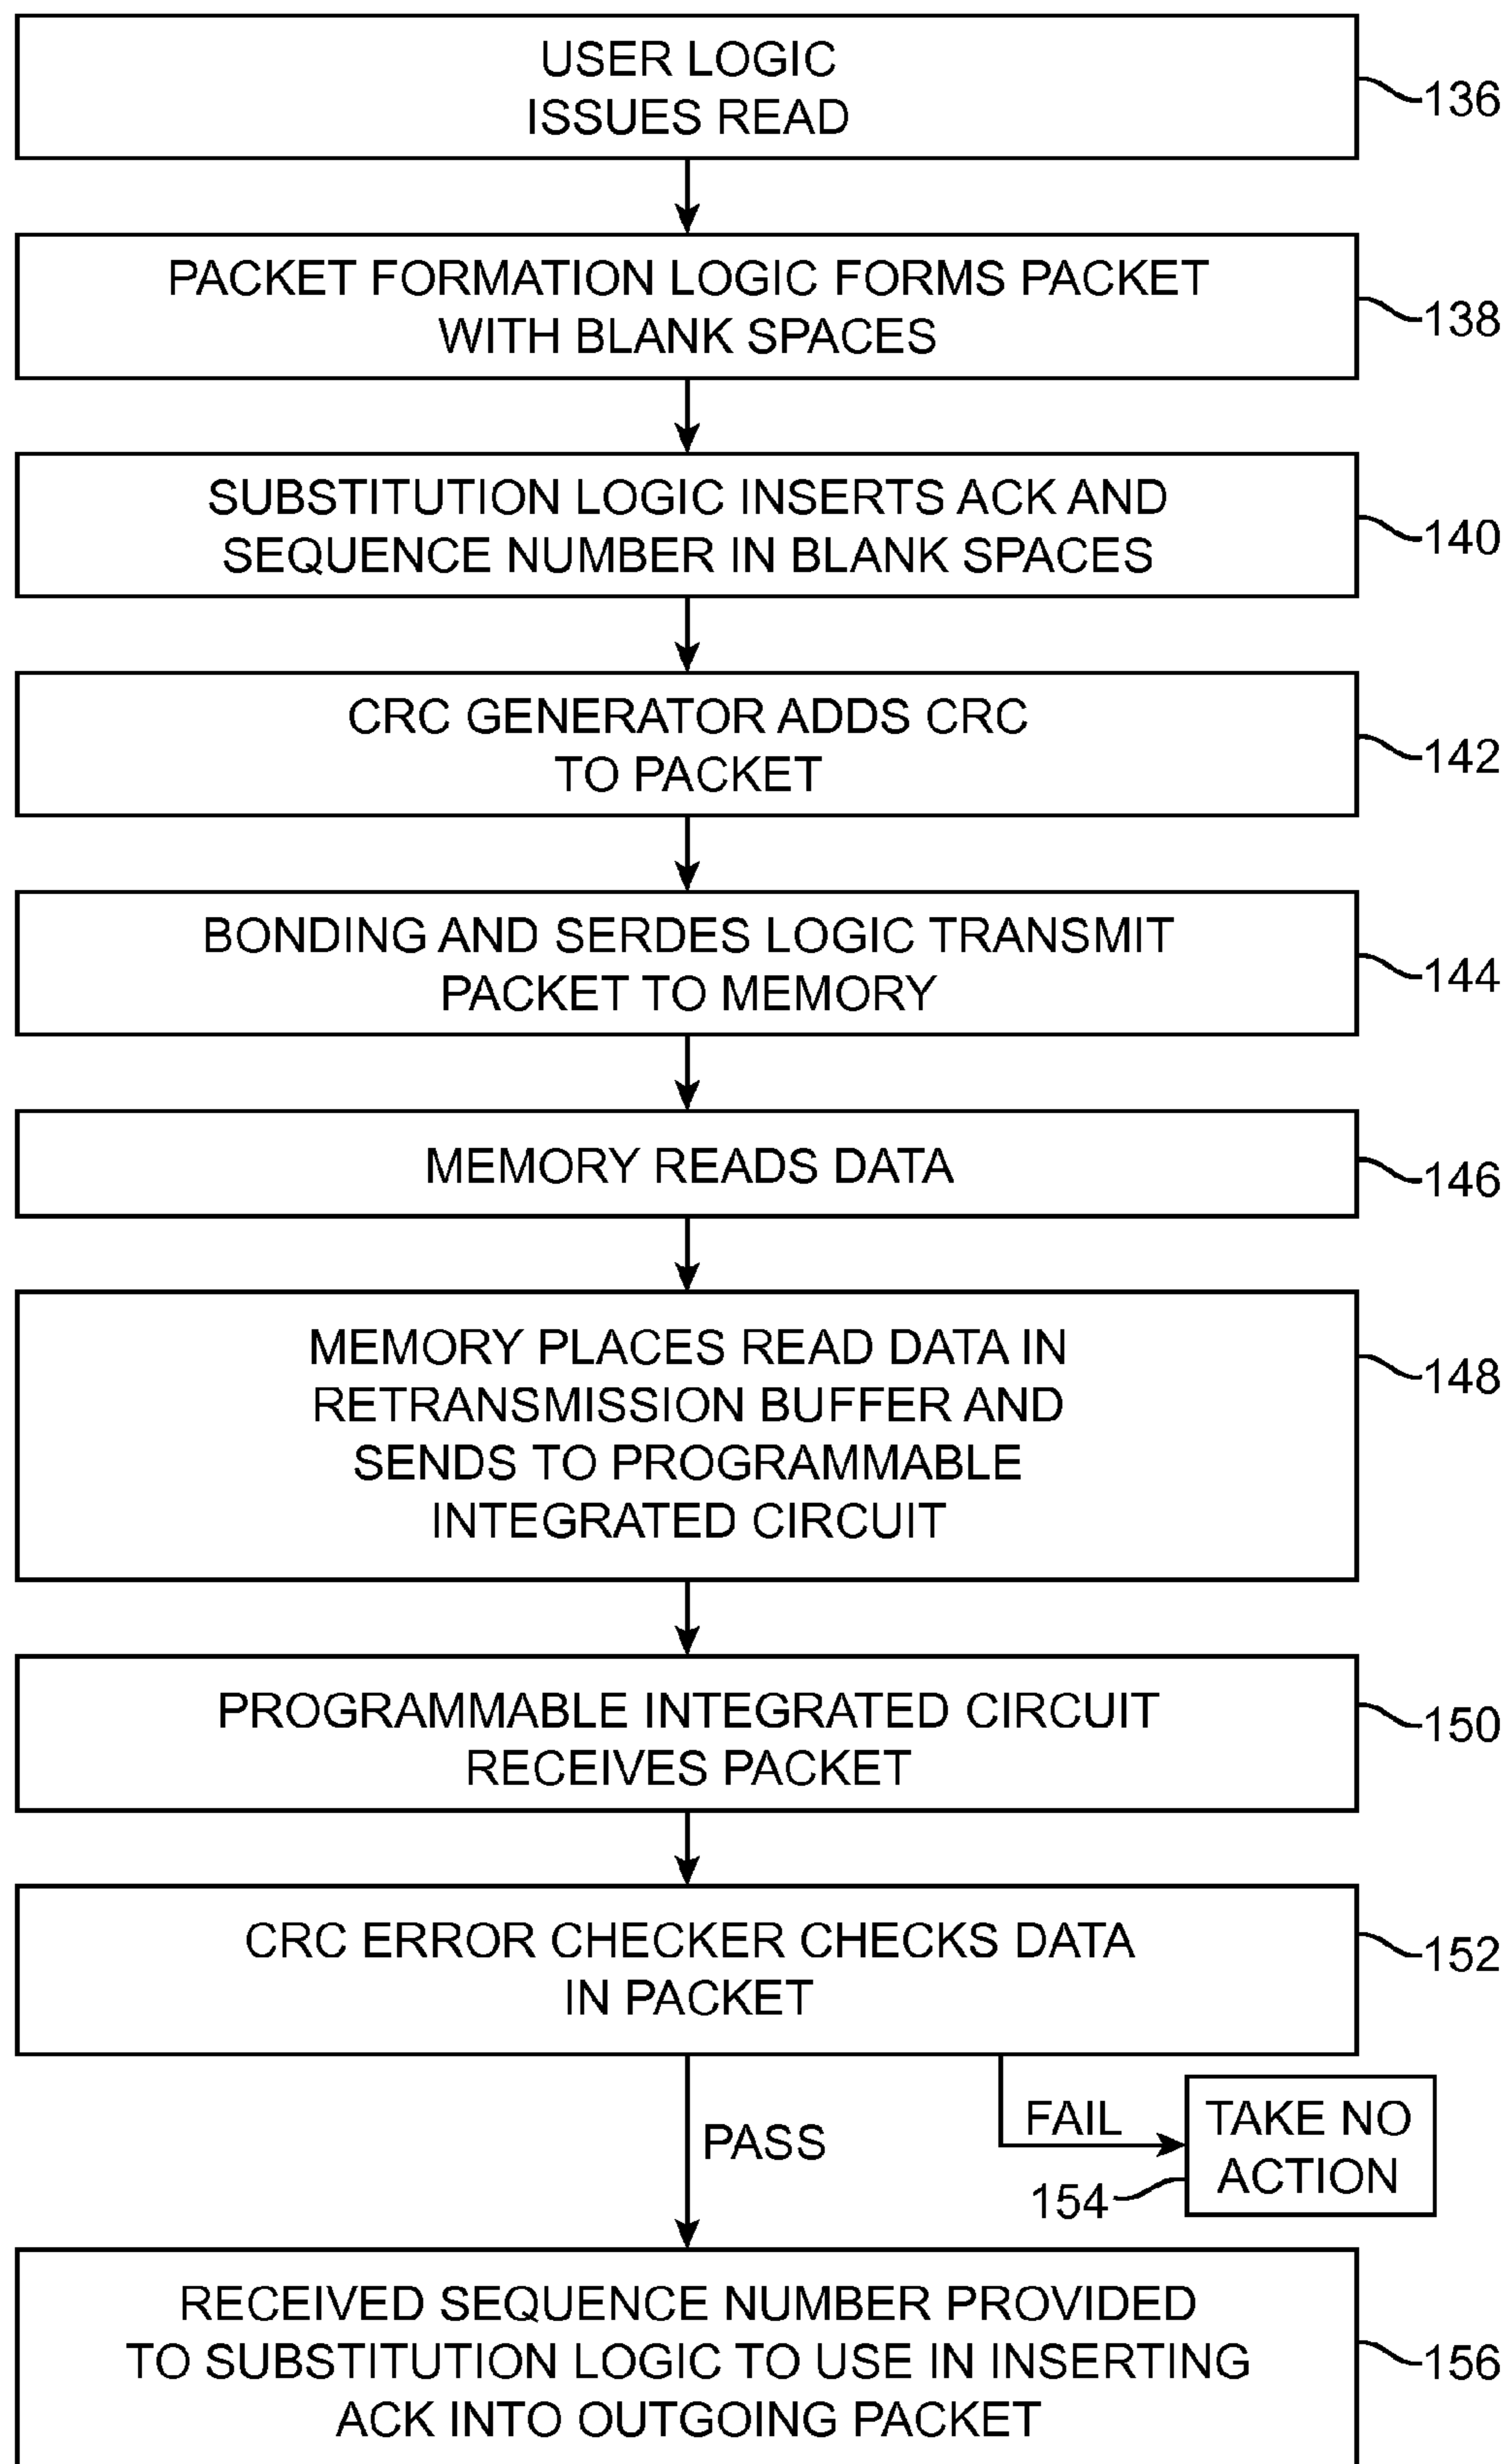 USER LOGIC
ISSUES READ
136
PACKET FORMATION LOGIC FORMS PACKET
WITH BLANK SPACES
138
SUBSTITUTION LOGIC INSERTS ACK AND
SEQUENCE NUMBER IN BLANK SPACES
140
CRC GENERATOR ADDS CRC
TO PACKET
142
BONDING AND SERDES LOGIC TRANSMIT
PACKET TO MEMORY
144
MEMORY READS DATA
146
MEMORY PLACES READ DATA IN
RETRANSMISSION BUFFER AND
SENDS TO PROGRAMMABLE
INTEGRATED CIRCUIT
148
PROGRAMMABLE INTEGRATED CIRCUIT
RECEIVES PACKET
150
CRC ERROR CHECKER CHECKS DATA
IN PACKET
152
PASS
FAIL
TAKE NO
ACTION
154
RECEIVED SEQUENCE NUMBER PROVIDED
TO SUBSTITUTION LOGIC TO USE IN INSERTING
ACK INTO OUTGOING PACKET
156